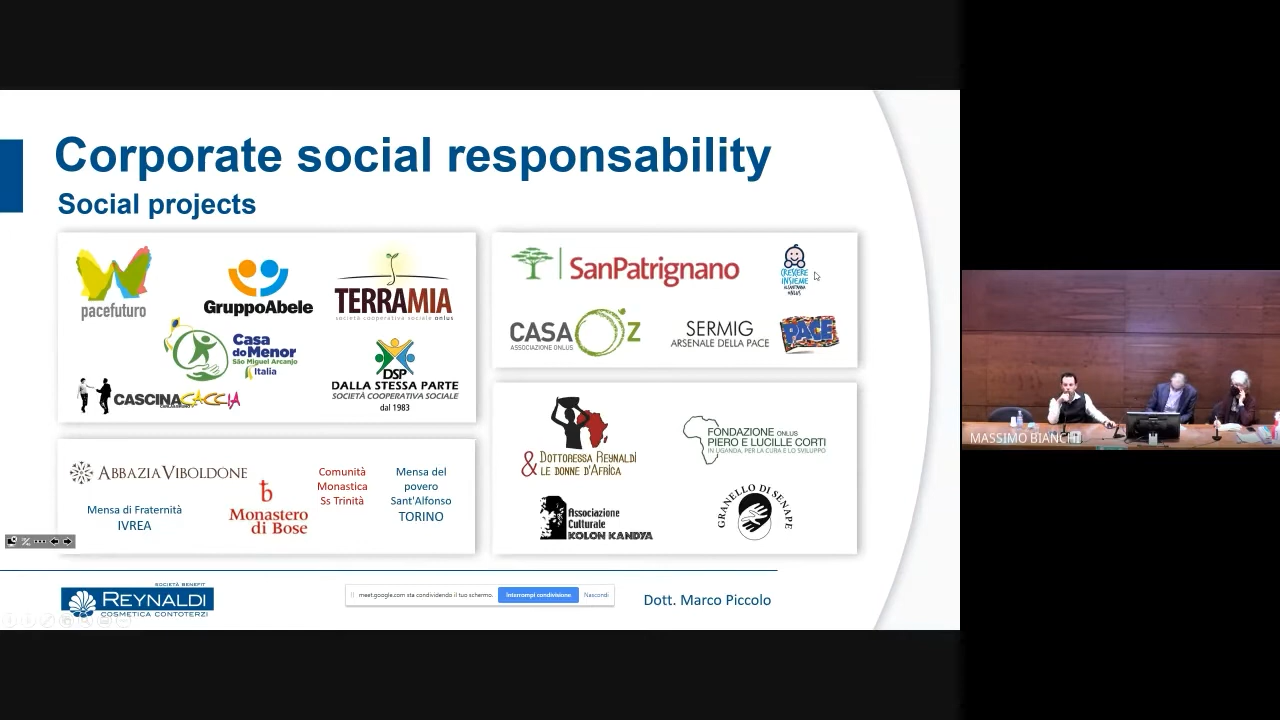 Corporate social responsability
Social projects
pacefuturo
GruppoAbele
TERRAMIA
società cooperativa sociale onlus
Casa
do Menor
São Miguel Arcanjo
Italia
DSP
DALLA STESSA PARTE
SOCIETÀ COOPERATIVA SOCIALE
dal 1983
CASCINACACCIA
SanPatrignano
CRESCERE
INSIEME
ONLUS
CASA OZ
ASSOCIAZIONE ONLUS
SERMIG
ARSENALE DELLA PACE
PACE
ABBAZIA VIBOLDONE
Mensa di Fraternità
IVREA
b
Monastero
di Bose
Comunità
Monastica
Ss Trinità
Mensa del
povero
Sant'Alfonso
TORINO
DOTTORESSA REYNALDI
& LE DONNE D'AFRICA
FONDAZIONE ONLUS
PIERO E LUCILLE CORTI
IN UGANDA, PER LA CURA E LO SVILUPPO
Associazione
Culturale
KOLON KANDYA
GRANELLO DI SENAPE
SOCIETÀ BENEFIT
REYNALDI
COSMETICA CONTOTERZI
meet.google.com sta condividendo il tuo schermo.
Interrompi condivisione
Nascondi
Dott. Marco Piccolo
MASSIMO BIANCHI